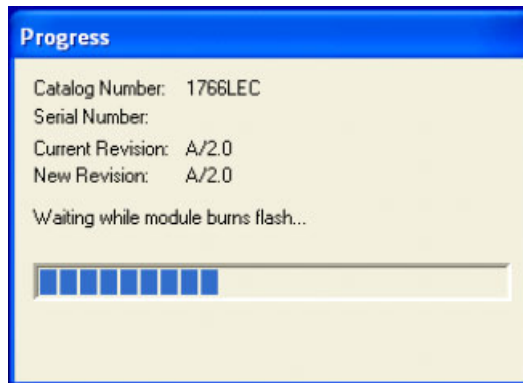 Progress
Catalog Number: 1766LEC
Serial Number:
Current Revision: A/2.0
New Revision: A/2.0
Waiting while module burns flash...